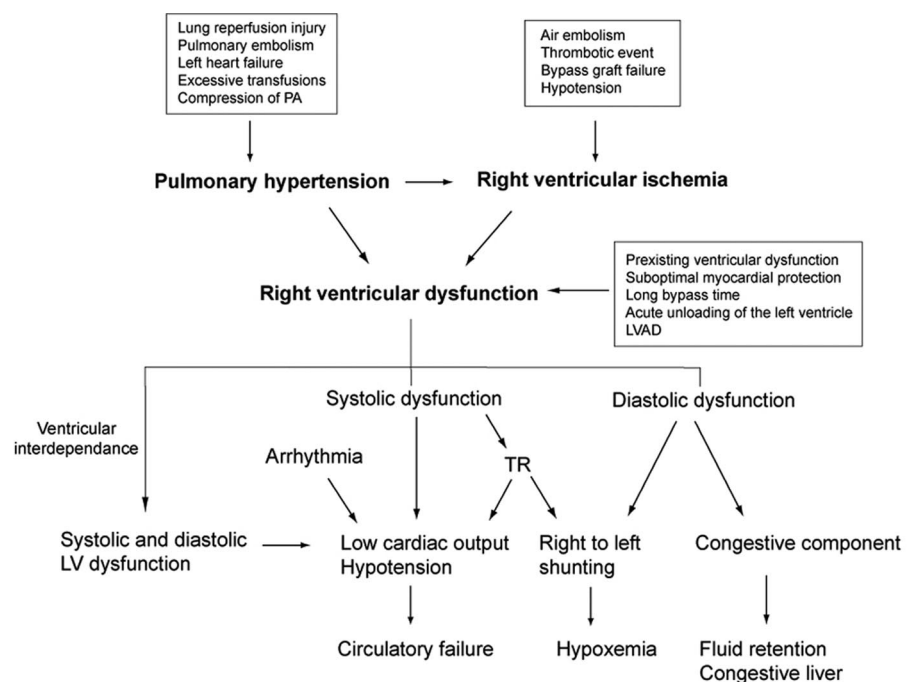 Lung reperfusion injury
Pulmonary embolism
Left heart failure
Excessive transfusions
Compression of PA
Air embolism
Thrombotic event
Bypass graft failure
Hypotension
Pulmonary hypertension
Right ventricular ischemia
Right ventricular dysfunction
Prexisting ventricular dysfunction
Suboptimal myocardial protection
Long bypass time
Acute unloading of the left ventricle
LVAD
Ventricular
interdependance
Systolic dysfunction
Diastolic dysfunction
Arrhythmia
TR
Systolic and diastolic
LV dysfunction
Low cardiac output
Hypotension
Right to left
shunting
Congestive component
Circulatory failure
Hypoxemia
Fluid retention
Congestive liver